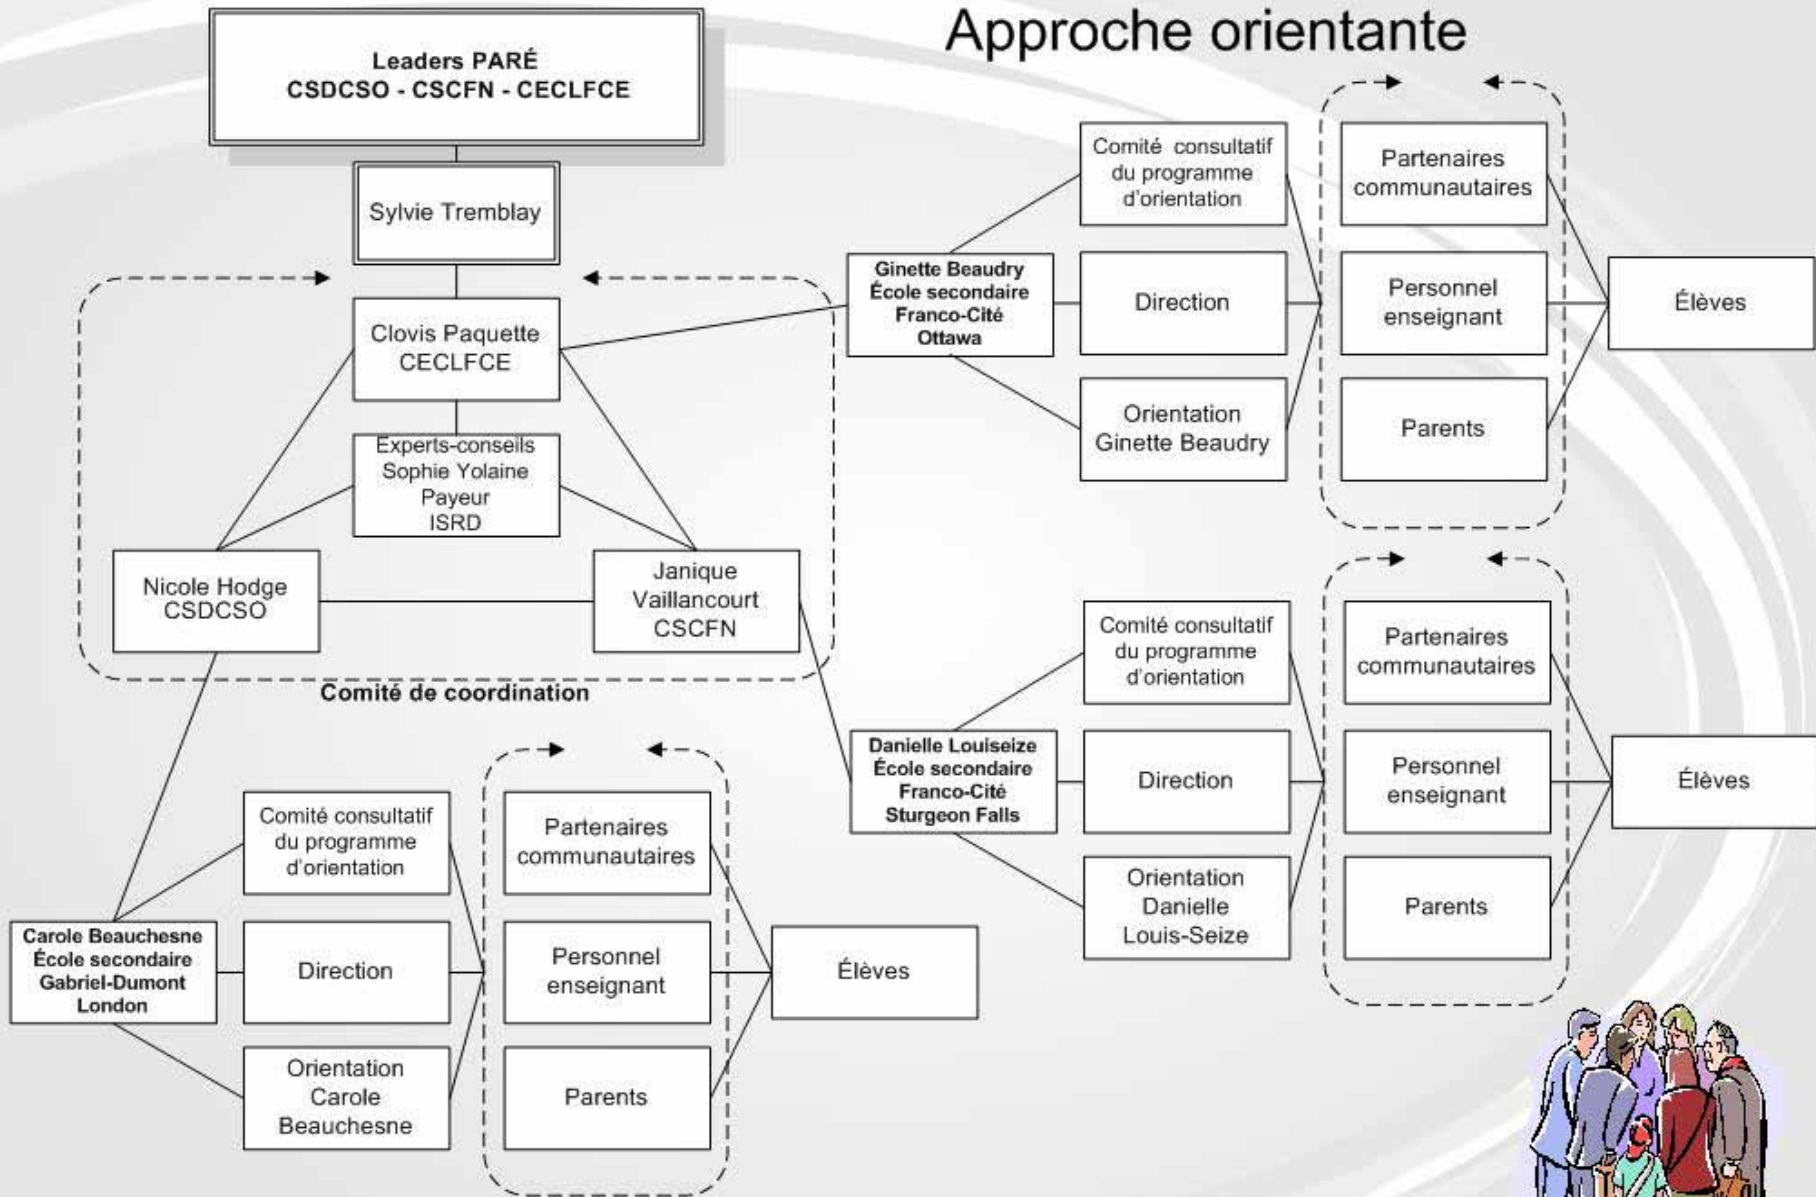 Approche orientante
Leaders PARÉ
CSDCSO - CSCFN - CECLFCE
Sylvie Tremblay
Clovis Paquette
CECLFCE
Experts-conseils
Sophie Yolaine
Payeur
ISRD
Nicole Hodge
CSDCSO
Janique
Vaillancourt
CSCFN
Comité de coordination
Ginette Beaudry
École secondaire
Franco-Cité
Ottawa
Comité consultatif
du programme
d'orientation
Direction
Orientation
Ginette Beaudry
Partenaires
communautaires
Personnel
enseignant
Parents
Élèves
Danielle Louiseize
École secondaire
Franco-Cité
Sturgeon Falls
Comité consultatif
du programme
d'orientation
Direction
Orientation
Danielle
Louis-Seize
Partenaires
communautaires
Personnel
enseignant
Parents
Élèves
Carole Beauchesne
École secondaire
Gabriel-Dumont
London
Comité consultatif
du programme
d'orientation
Direction
Orientation
Carole
Beauchesne
Partenaires
communautaires
Personnel
enseignant
Parents
Élèves